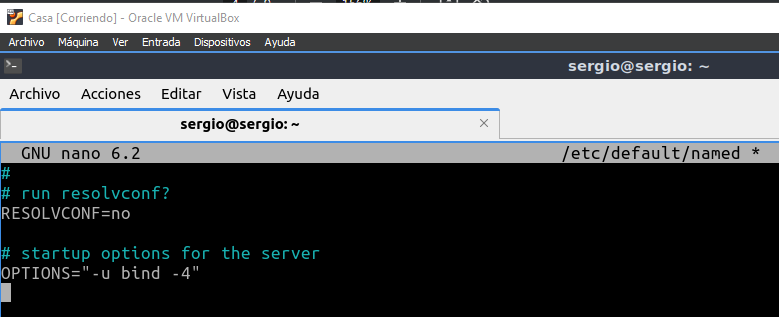 Casa [Corriendo] - Oracle VM VirtualBox
Archivo Máquina Ver Entrada Dispositivos Ayuda
sergio@sergio: ~
Archivo Acciones Editar Vista Ayuda
sergio@sergio: ~ ×
GNU nano 6.2 /etc/default/named *
#
# run resolvconf?
RESOLVCONF=no
# startup options for the server
OPTIONS="-u bind -4"